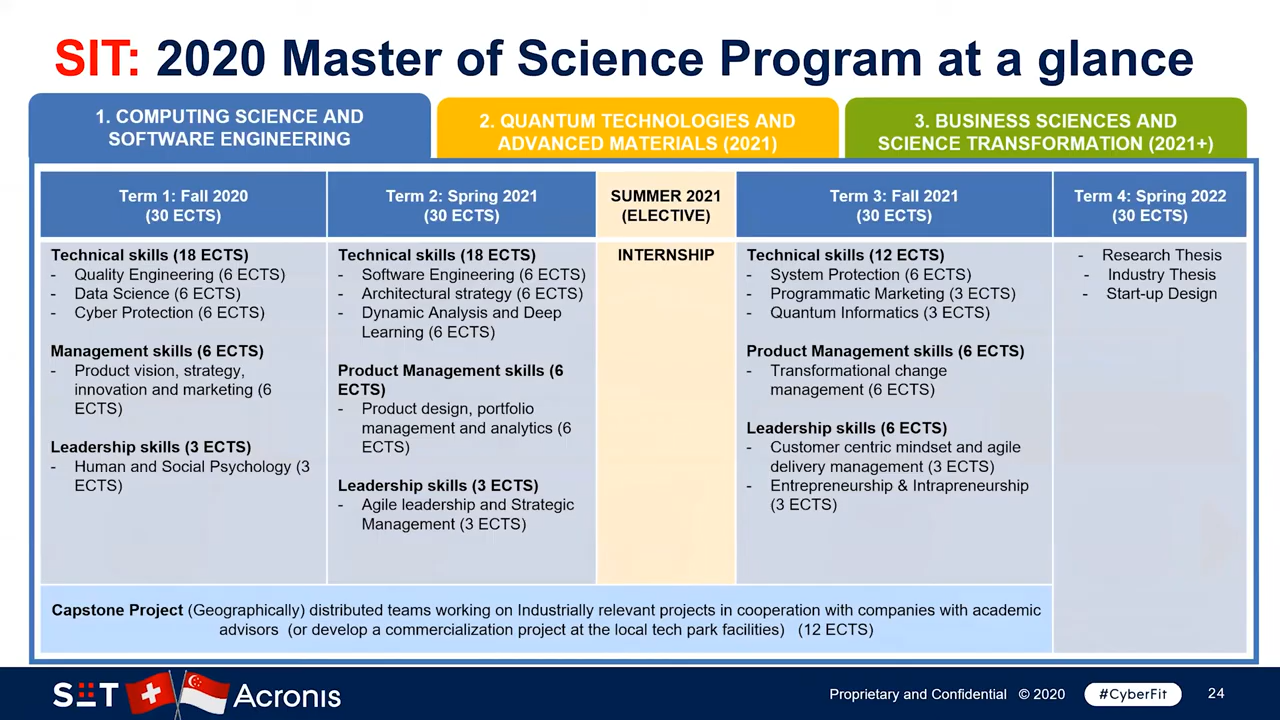 SIT: 2020 Master of Science Program at a glance
1. COMPUTING SCIENCE AND
SOFTWARE ENGINEERING
2. QUANTUM TECHNOLOGIES AND
ADVANCED MATERIALS (2021)
3. BUSINESS SCIENCES AND
SCIENCE TRANSFORMATION (2021+)
Term 1: Fall 2020
(30 ECTS)
Term 2: Spring 2021
(30 ECTS)
SUMMER 2021
(ELECTIVE)
Term 3: Fall 2021
(30 ECTS)
Term 4: Spring 2022
(30 ECTS)
Technical skills (18 ECTS)
- Quality Engineering (6 ECTS)
- Data Science (6 ECTS)
- Cyber Protection (6 ECTS)
Management skills (6 ECTS)
- Product vision, strategy,
innovation and marketing (6
ECTS)
Leadership skills (3 ECTS)
- Human and Social Psychology (3
ECTS)
Technical skills (18 ECTS)
- Software Engineering (6 ECTS)
- Architectural strategy (6 ECTS)
- Dynamic Analysis and Deep
Learning (6 ECTS)
Product Management skills (6
ECTS)
- Product design, portfolio
management and analytics (6
ECTS)
Leadership skills (3 ECTS)
- Agile leadership and Strategic
Management (3 ECTS)
INTERNSHIP
Technical skills (12 ECTS)
- System Protection (6 ECTS)
- Programmatic Marketing (3 ECTS)
- Quantum Informatics (3 ECTS)
Product Management skills (6 ECTS)
- Transformational change
management (6 ECTS)
Leadership skills (6 ECTS)
- Customer centric mindset and agile
delivery management (3 ECTS)
- Entrepreneurship & Intrapreneurship
(3 ECTS)
- Research Thesis
- Industry Thesis
- Start-up Design
Capstone Project (Geographically) distributed teams working on Industrially relevant projects in cooperation with companies with academic
advisors (or develop a commercialization project at the local tech park facilities) (12 ECTS)
SIT
Acronis
Proprietary and Confidential © 2020
#CyberFit
24